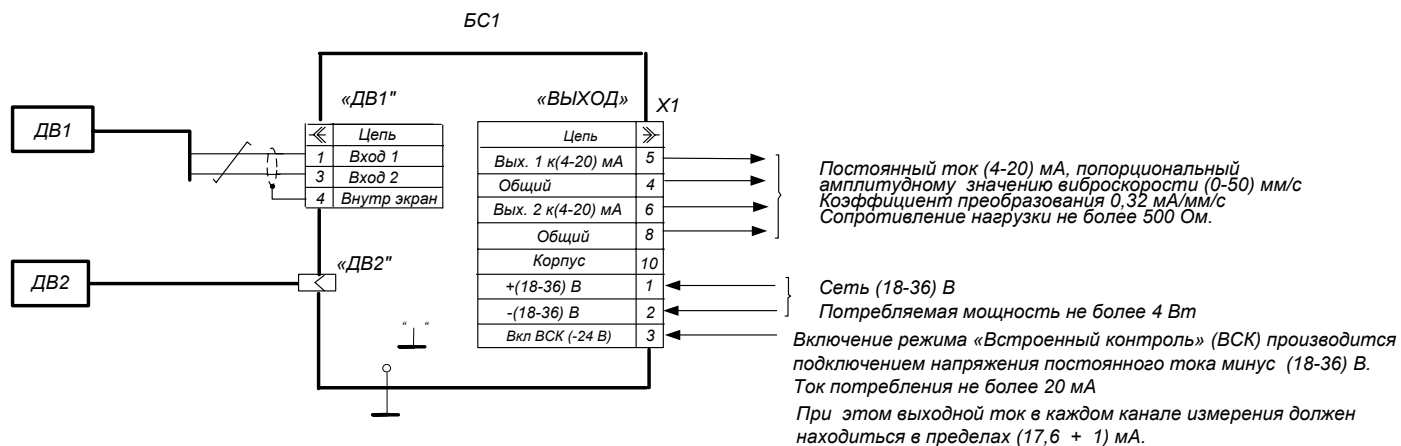 БС1
«ДВ1"
«ВЫХОД»
X1
ДВ1
Цепь
1 Вход 1
3 Вход 2
4 Внутр экран
Цепь
Вых. 1 к(4-20) мА 5
Общий 4
Вых. 2 к(4-20) мА 6
Общий 8
Корпус 10
+(18-36) В 1
-(18-36) В 2
Вкл ВСК (-24 В) 3
ДВ2
«ДВ2"
Постоянный ток (4-20) мА, попорциональный
амплитудному значению виброскорости (0-50) мм/с
Коэффициент преобразования 0,32 мА/мм/с
Сопротивление нагрузки не более 500 Ом.
Сеть (18-36) В
Потребляемая мощность не более 4 Вт
Включение режима «Встроенный контроль» (ВСК) производится
подключением напряжения постоянного тока минус (18-36) В.
Ток потребления не более 20 мА
При этом выходной ток в каждом канале измерения должен
находиться в пределах (17,6 + 1) мА.